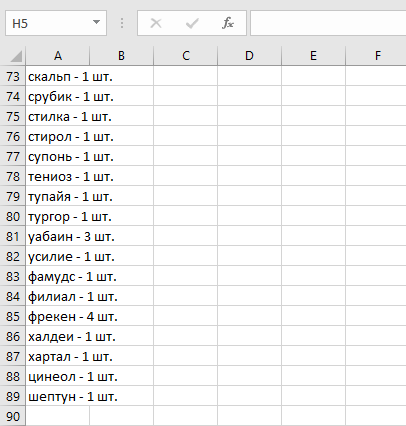 H5 fx
A B C D E F
73 скальп - 1 шт.
74 срубик - 1 шт.
75 стилка - 1 шт.
76 стирол - 1 шт.
77 супонь - 1 шт.
78 тениоз - 1 шт.
79 тупайя - 1 шт.
80 тургор - 1 шт.
81 уабаин - 3 шт.
82 усилие - 1 шт.
83 фамудс - 1 шт.
84 филиал - 1 шт.
85 фрекен - 4 шт.
86 халдеи - 1 шт.
87 хартал - 1 шт.
88 цинеол - 1 шт.
89 шептун - 1 шт.
90